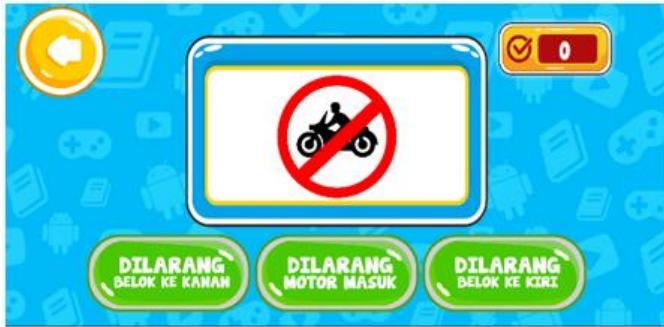 0
DILARANG
BELOK KE KANAN
DILARANG
MOTOR MASUK
DILARANG
BELOK KE KIRI